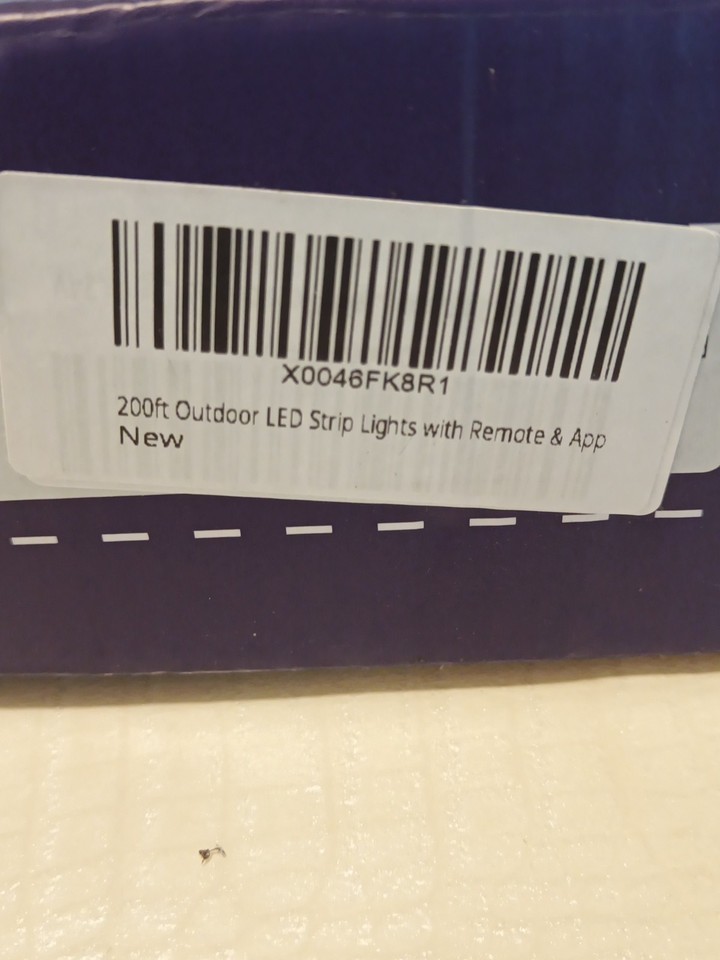 X0046FK8R1
200ft Outdoor LED Strip Lights with Remote & App
New